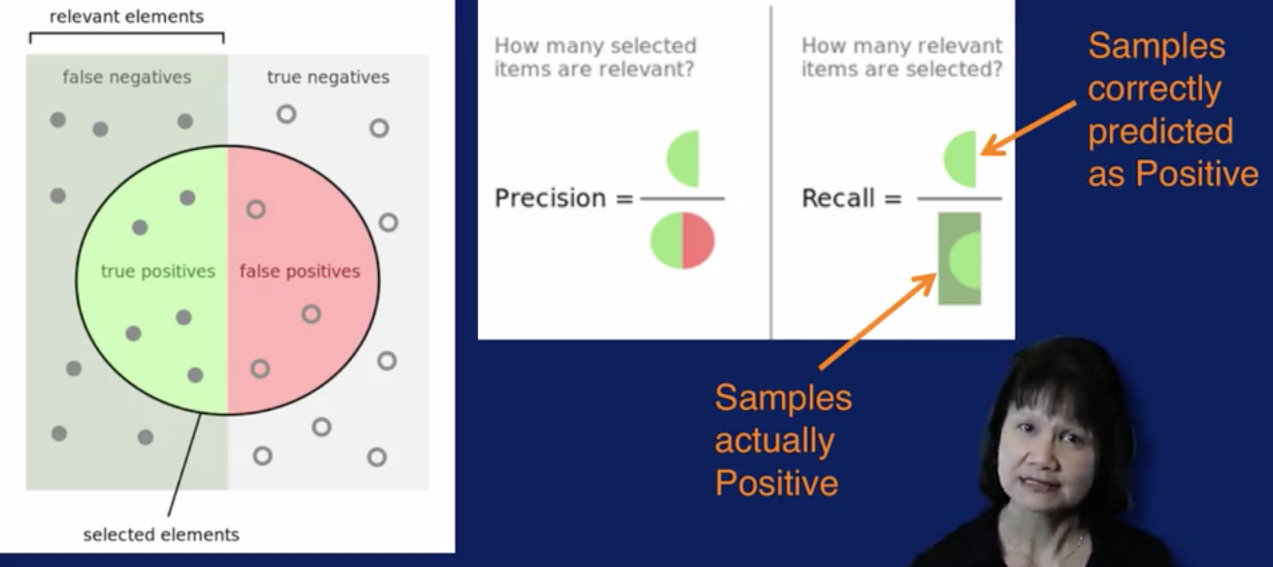 relevant elements
false negatives
true negatives
true positives
false positives
selected elements
How many selected
items are relevant?
Precision =
How many relevant
items are selected?
Recall =
Samples
correctly
predicted
as Positive
Samples
actually
Positive